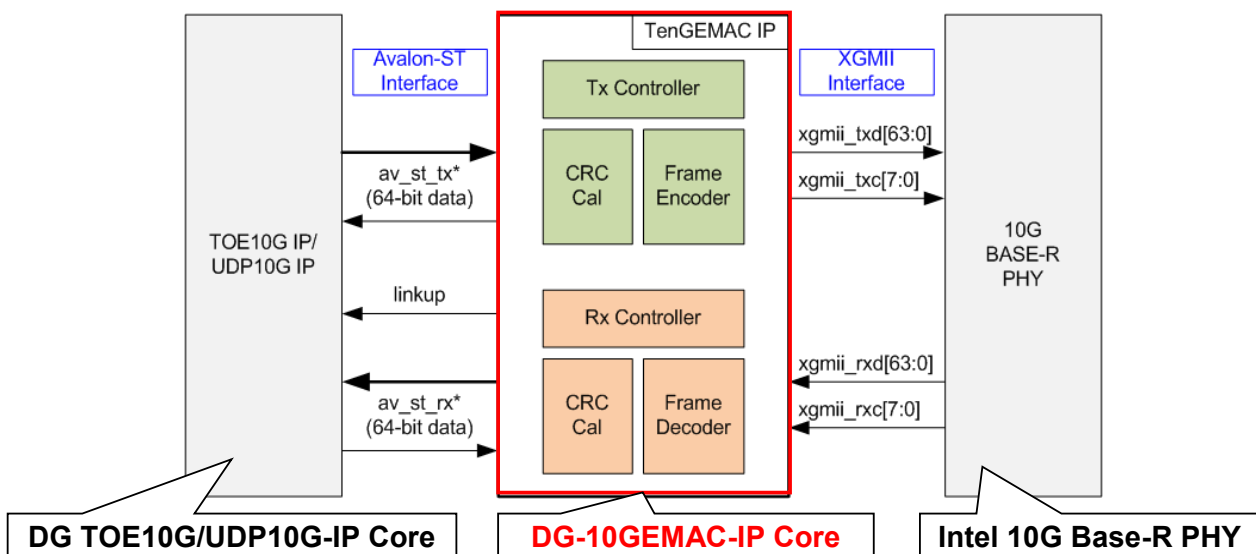 TenGEMAC IP
Avalon-ST
Interface
XGMII
Interface
Tx Controller
CRC
Cal
Frame
Encoder
av_st_tx*
(64-bit data)
xgmii_txd[63:0]
xgmii_txc[7:0]
TOE10G IP/
UDP10G IP
10G
BASE-R
PHY
linkup
Rx Controller
CRC
Cal
Frame
Decoder
av_st_rx*
(64-bit data)
xgmii_rxd[63:0]
xgmii_rxc[7:0]
DG TOE10G/UDP10G-IP Core
DG-10GEMAC-IP Core
Intel 10G Base-R PHY